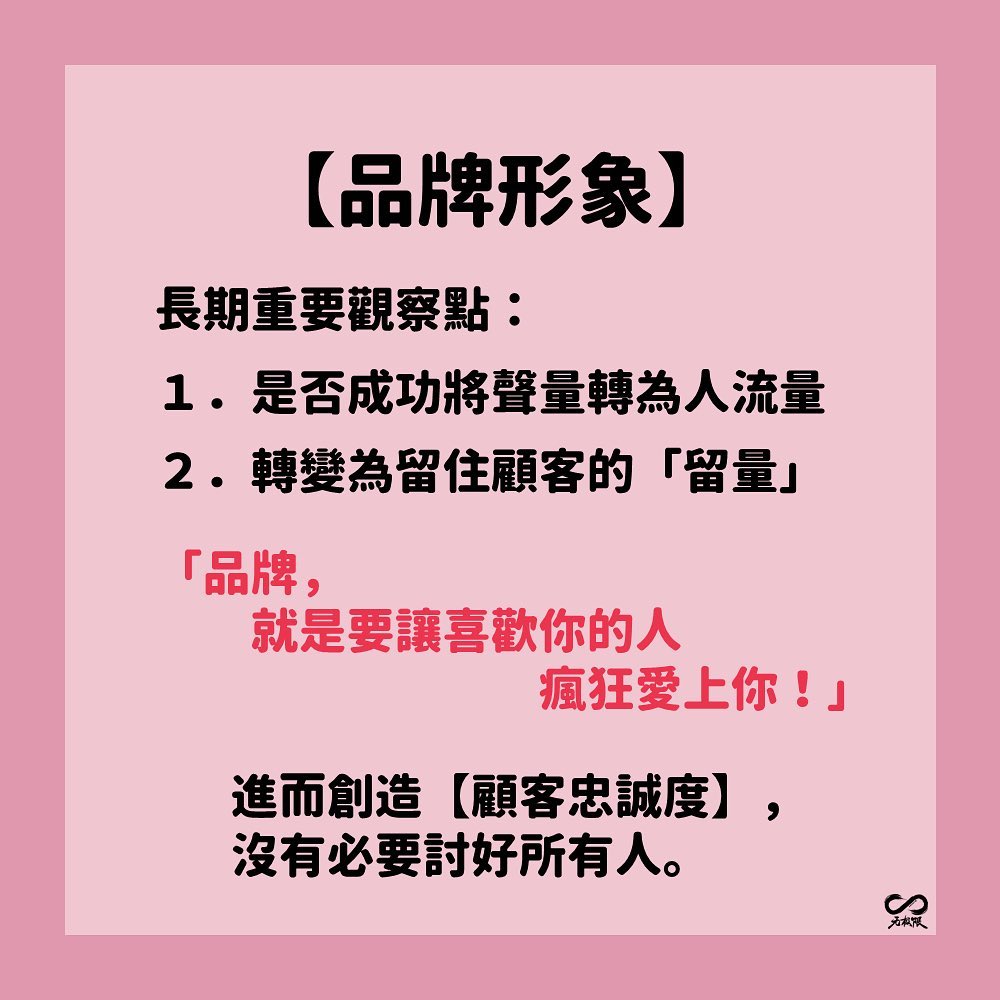 【品牌形象】
長期重要觀察點：
１．是否成功將聲量轉為人流量
２．轉變為留住顧客的「留量」
「品牌，
就是要讓喜歡你的人
瘋狂愛上你！」
進而創造【顧客忠誠度】，
沒有必要討好所有人。
无极限